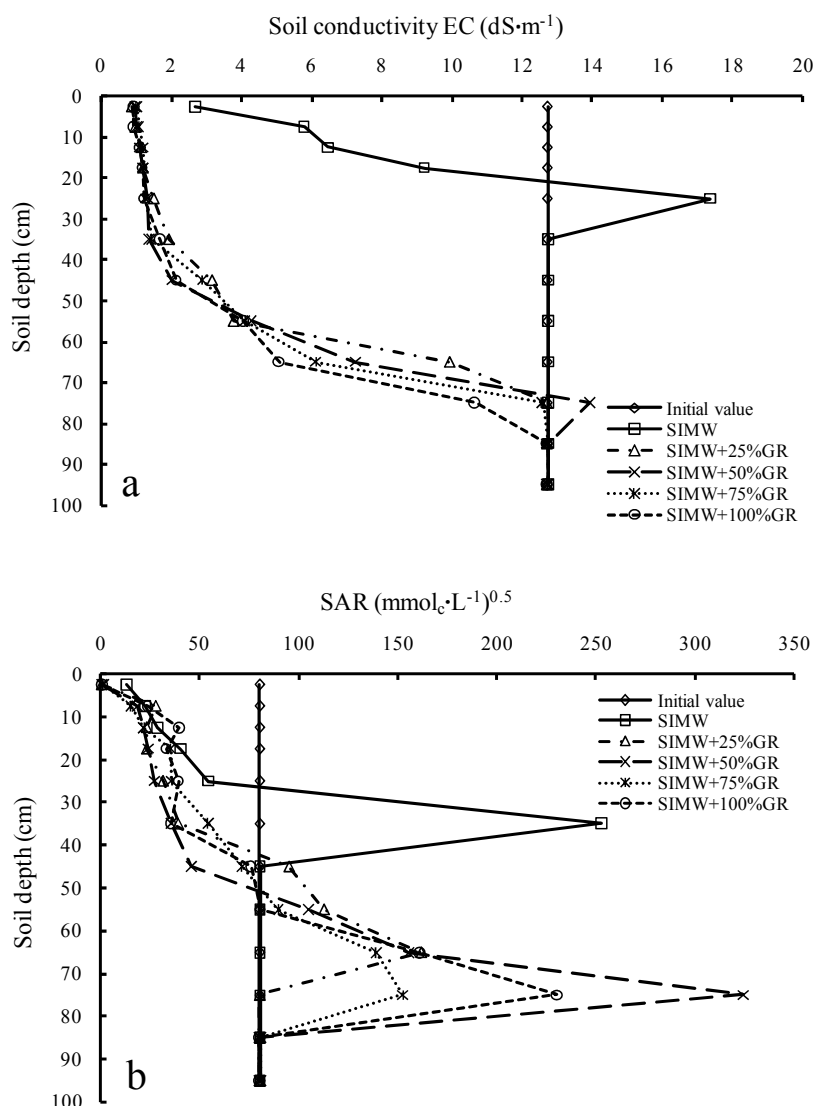 Soil conductivity EC (dS·m⁻¹)
0 2 4 6 8 10 12 14 16 18 20
0
10
20
30
40
50
60
70
80
90
100
Soil depth (cm)
Initial value
SIMW
SIMW+25%GR
SIMW+50%GR
SIMW+75%GR
SIMW+100%GR
a
SAR (mmol_c·L⁻¹)^0.5
0 50 100 150 200 250 300 350
0
10
20
30
40
50
60
70
80
90
100
Soil depth (cm)
Initial value
SIMW
SIMW+25%GR
SIMW+50%GR
SIMW+75%GR
SIMW+100%GR
b